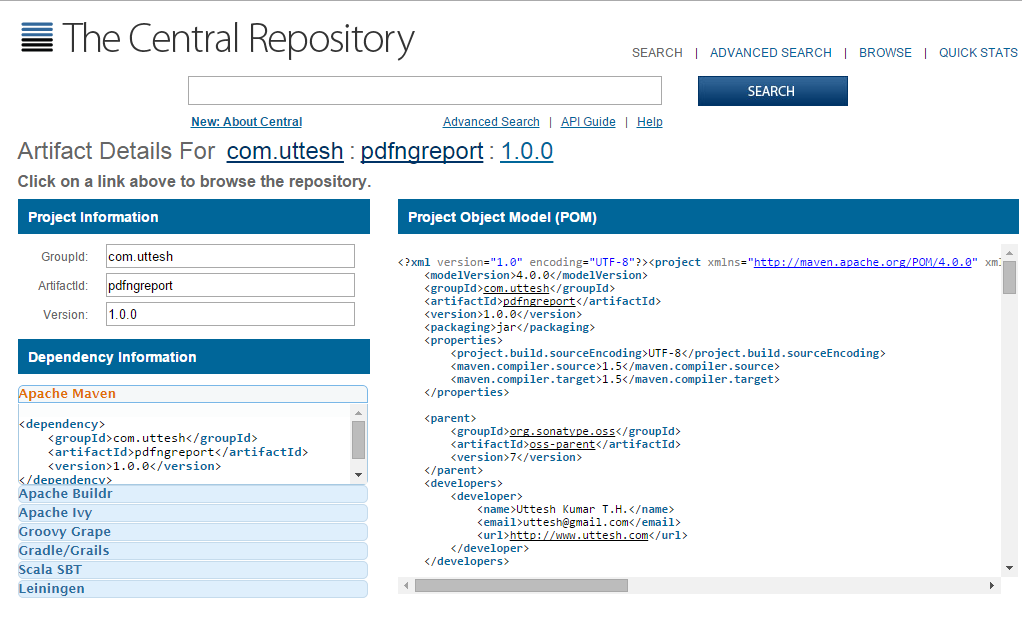 The Central Repository
SEARCH | ADVANCED SEARCH | BROWSE | QUICK STATS
SEARCH
New: About Central
Advanced Search | API Guide | Help
Artifact Details For com.uttesh : pdfngreport : 1.0.0
Click on a link above to browse the repository.
Project Information
GroupId: com.uttesh
ArtifactId: pdfngreport
Version: 1.0.0
Dependency Information
Apache Maven
<dependency>
<groupId>com.uttesh</groupId>
<artifactId>pdfngreport</artifactId>
<version>1.0.0</version>
</dependency>
Apache Buildr
Apache Ivy
Groovy Grape
Gradle/Grails
Scala SBT
Leiningen
Project Object Model (POM)
<?xml version="1.0" encoding="UTF-8"?><project xmlns="http://maven.apache.org/POM/4.0.0"
<modelVersion>4.0.0</modelVersion>
<groupId>com.uttesh</groupId>
<artifactId>pdfngreport</artifactId>
<version>1.0.0</version>
<packaging>jar</packaging>
<properties>
<project.build.sourceEncoding>UTF-8</project.build.sourceEncoding>
<maven.compiler.source>1.5</maven.compiler.source>
<maven.compiler.target>1.5</maven.compiler.target>
</properties>
<parent>
<groupId>org.sonatype.oss</groupId>
<artifactId>oss-parent</artifactId>
<version>7</version>
</parent>
<developers>
<developer>
<name>Uttesh Kumar T.H.</name>
<email>uttesh@gmail.com</email>
<url>http://www.uttesh.com</url>
</developer>
</developers>